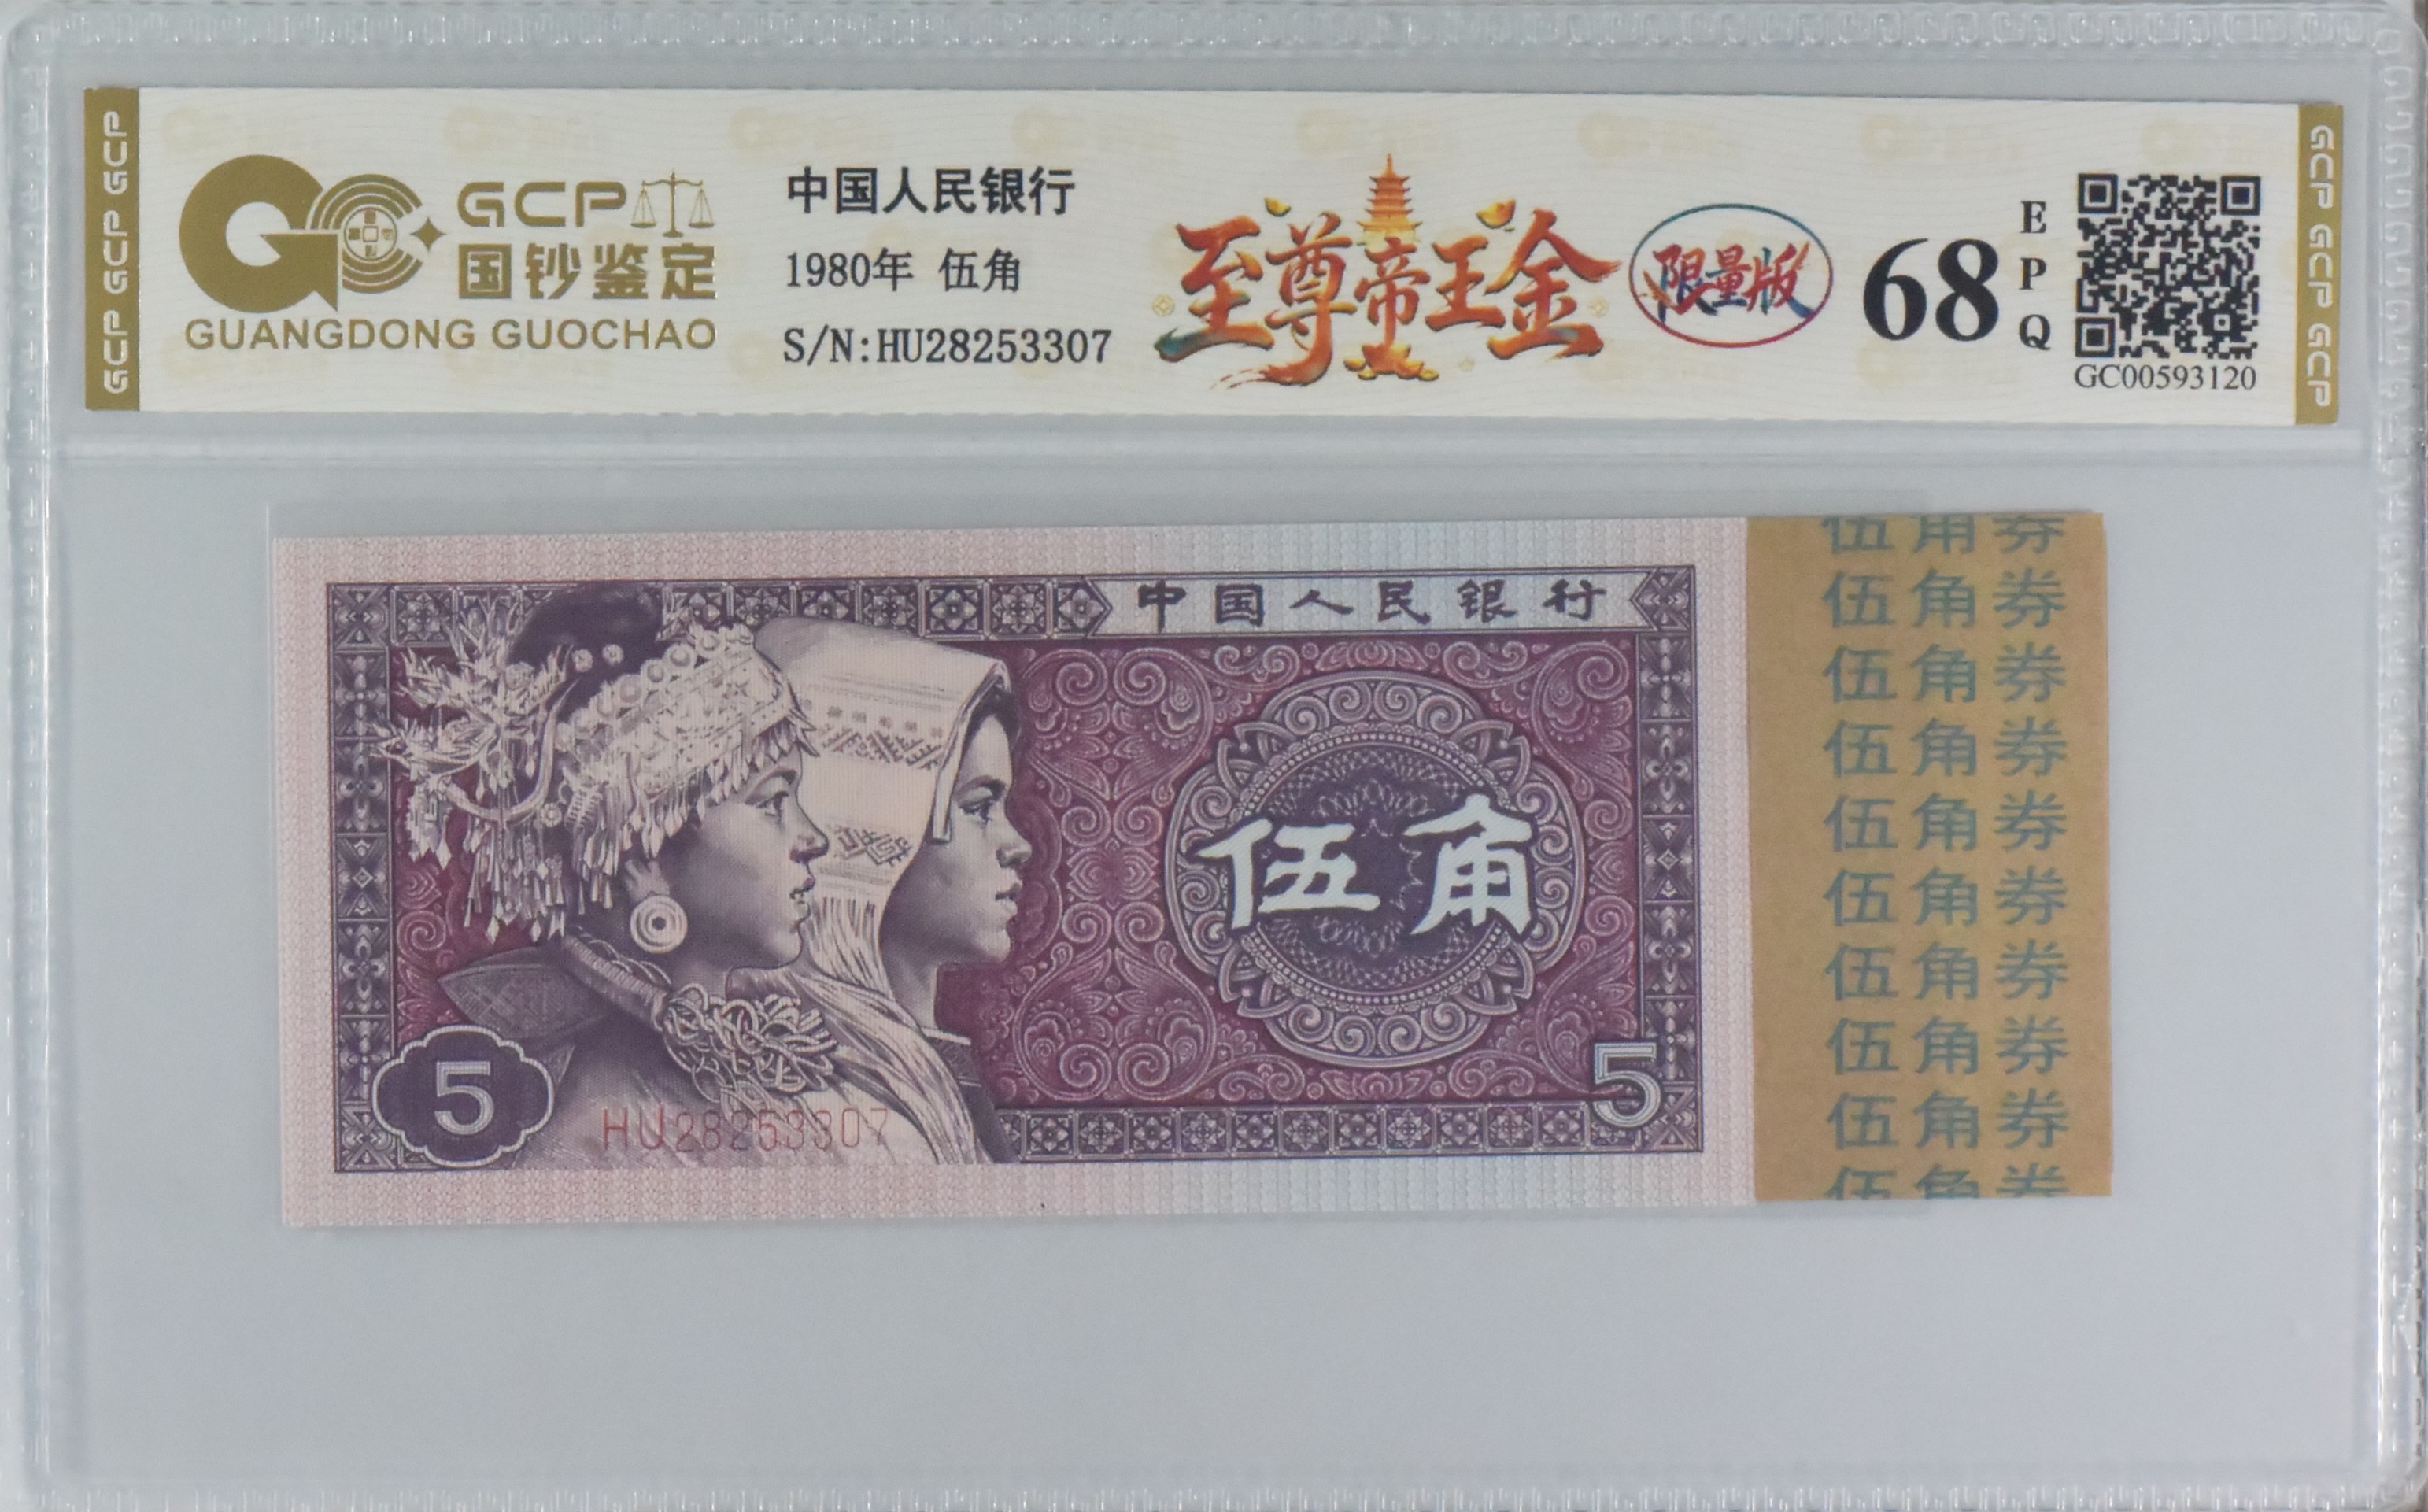 GCP GCP GCP
GCP
国钞鉴定
GUANGDONG GUOCHAO
中国人民银行
1980年 伍角
S/N:HU28253307
至尊帝王金
限量版
68
E
P
Q
GC00593120
GCP GCP GCP
中国人民银行
伍角
5
5
HU28253307
伍角券
伍角券
伍角券
伍角券
伍角券
伍角券
伍角券
伍角券
伍角券
伍角券